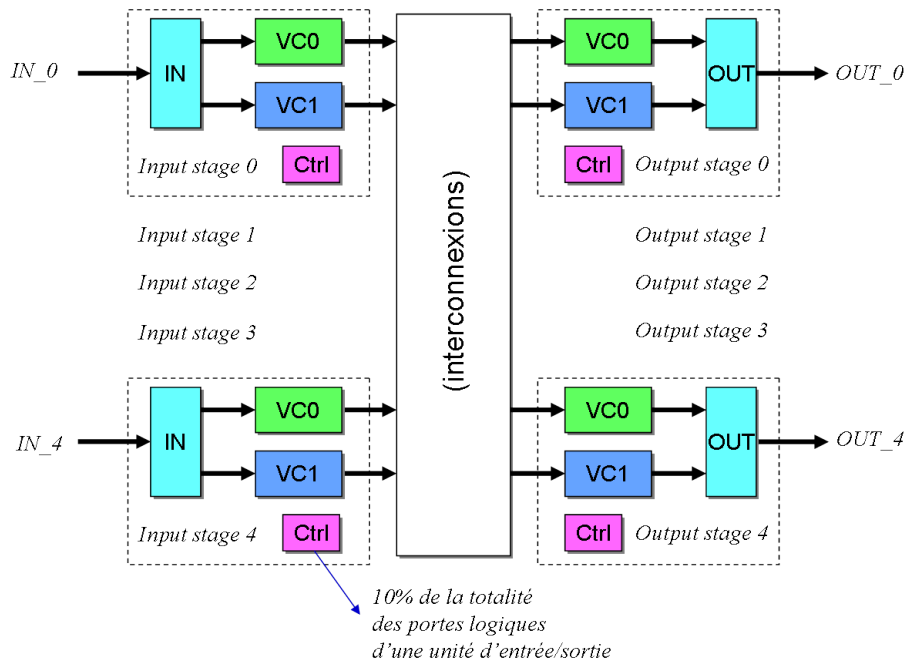 IN_0
IN
VC0
VC1
Input stage 0
Ctrl
VC0
VC1
OUT
OUT_0
Ctrl
Output stage 0
(interconnexions)
Input stage 1
Output stage 1
Input stage 2
Output stage 2
Input stage 3
Output stage 3
IN_4
IN
VC0
VC1
Input stage 4
Ctrl
VC0
VC1
OUT
OUT_4
Ctrl
Output stage 4
10% de la totalité
des portes logiques
d’une unité d’entrée/sortie